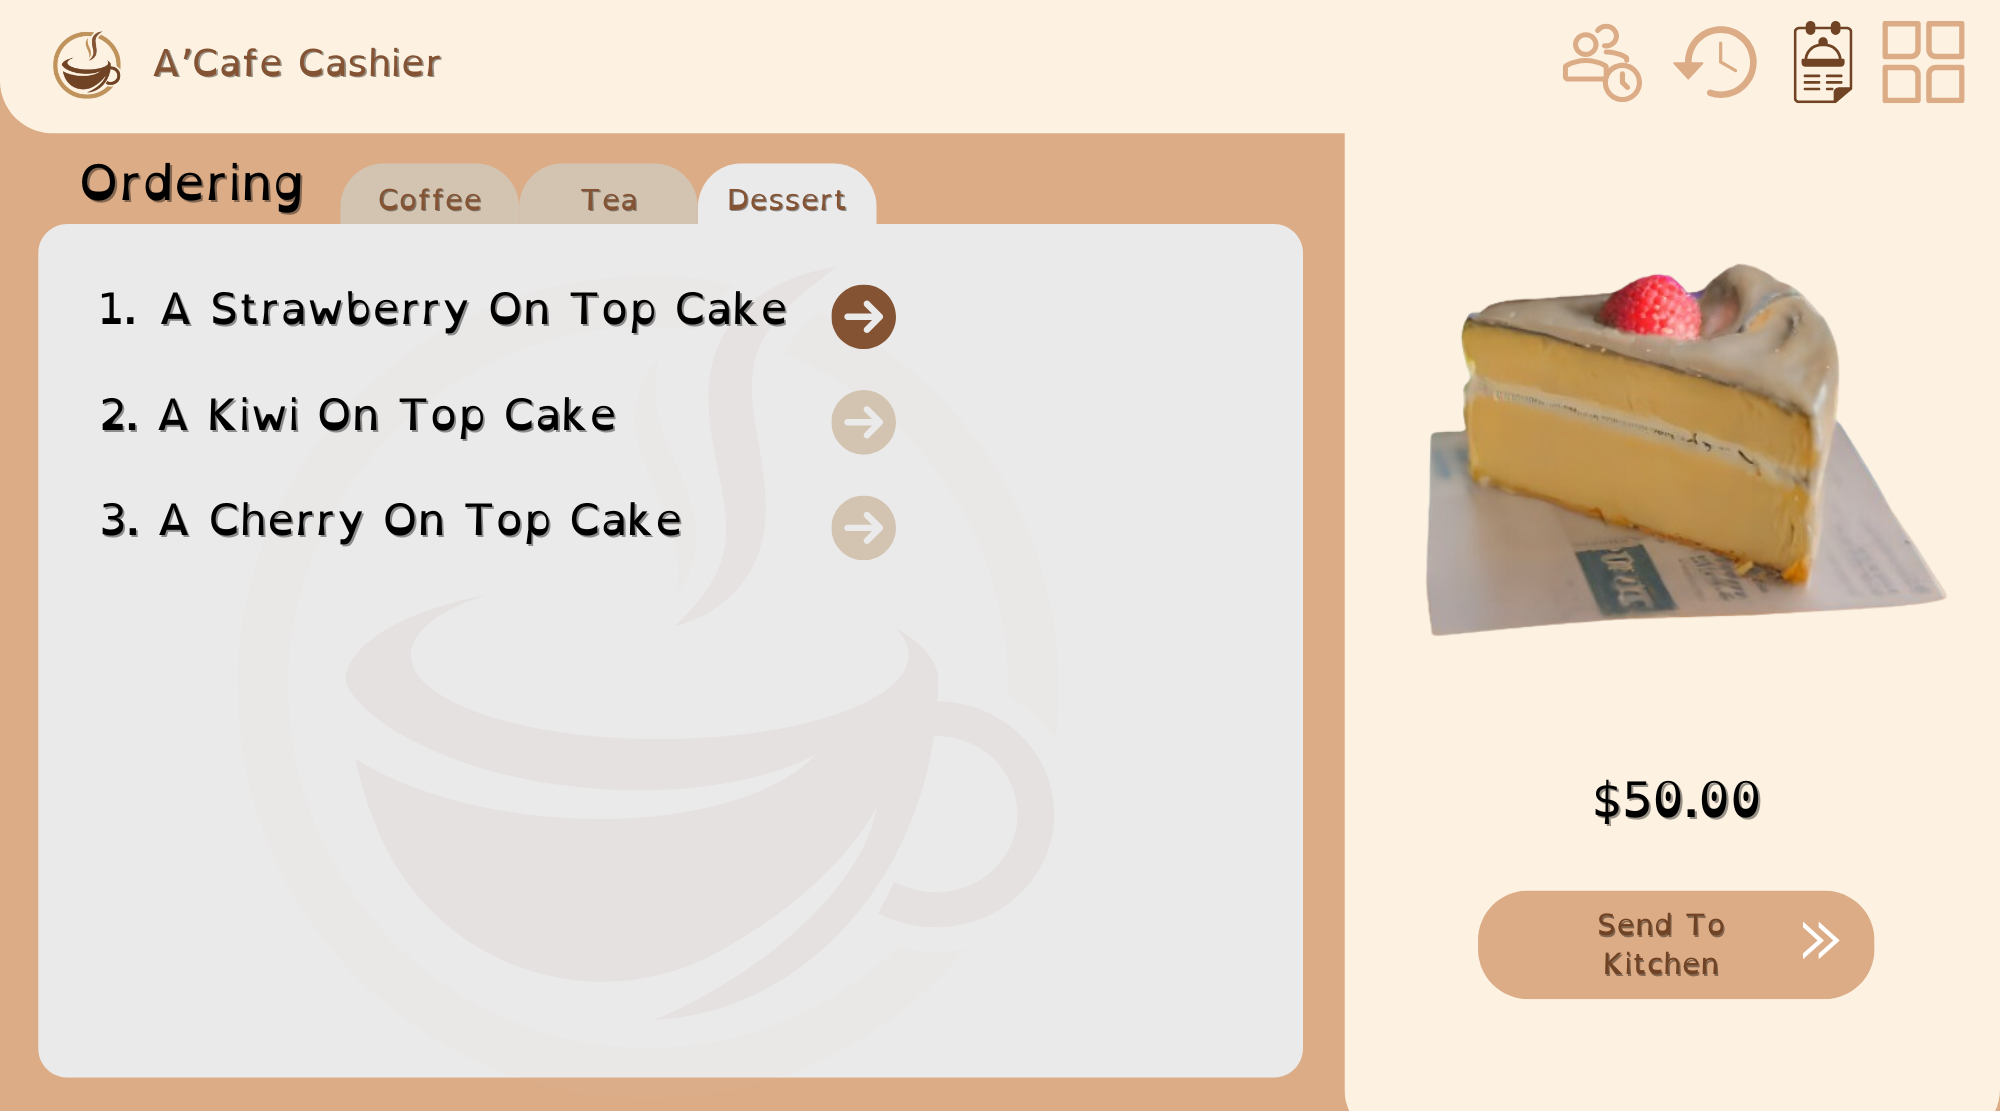 A'Cafe Cashier
Ordering
Coffee
Tea
Dessert
1. A Strawberry On Top Cake
2. A Kiwi On Top Cake
3. A Cherry On Top Cake
$50.00
Send To
Kitchen